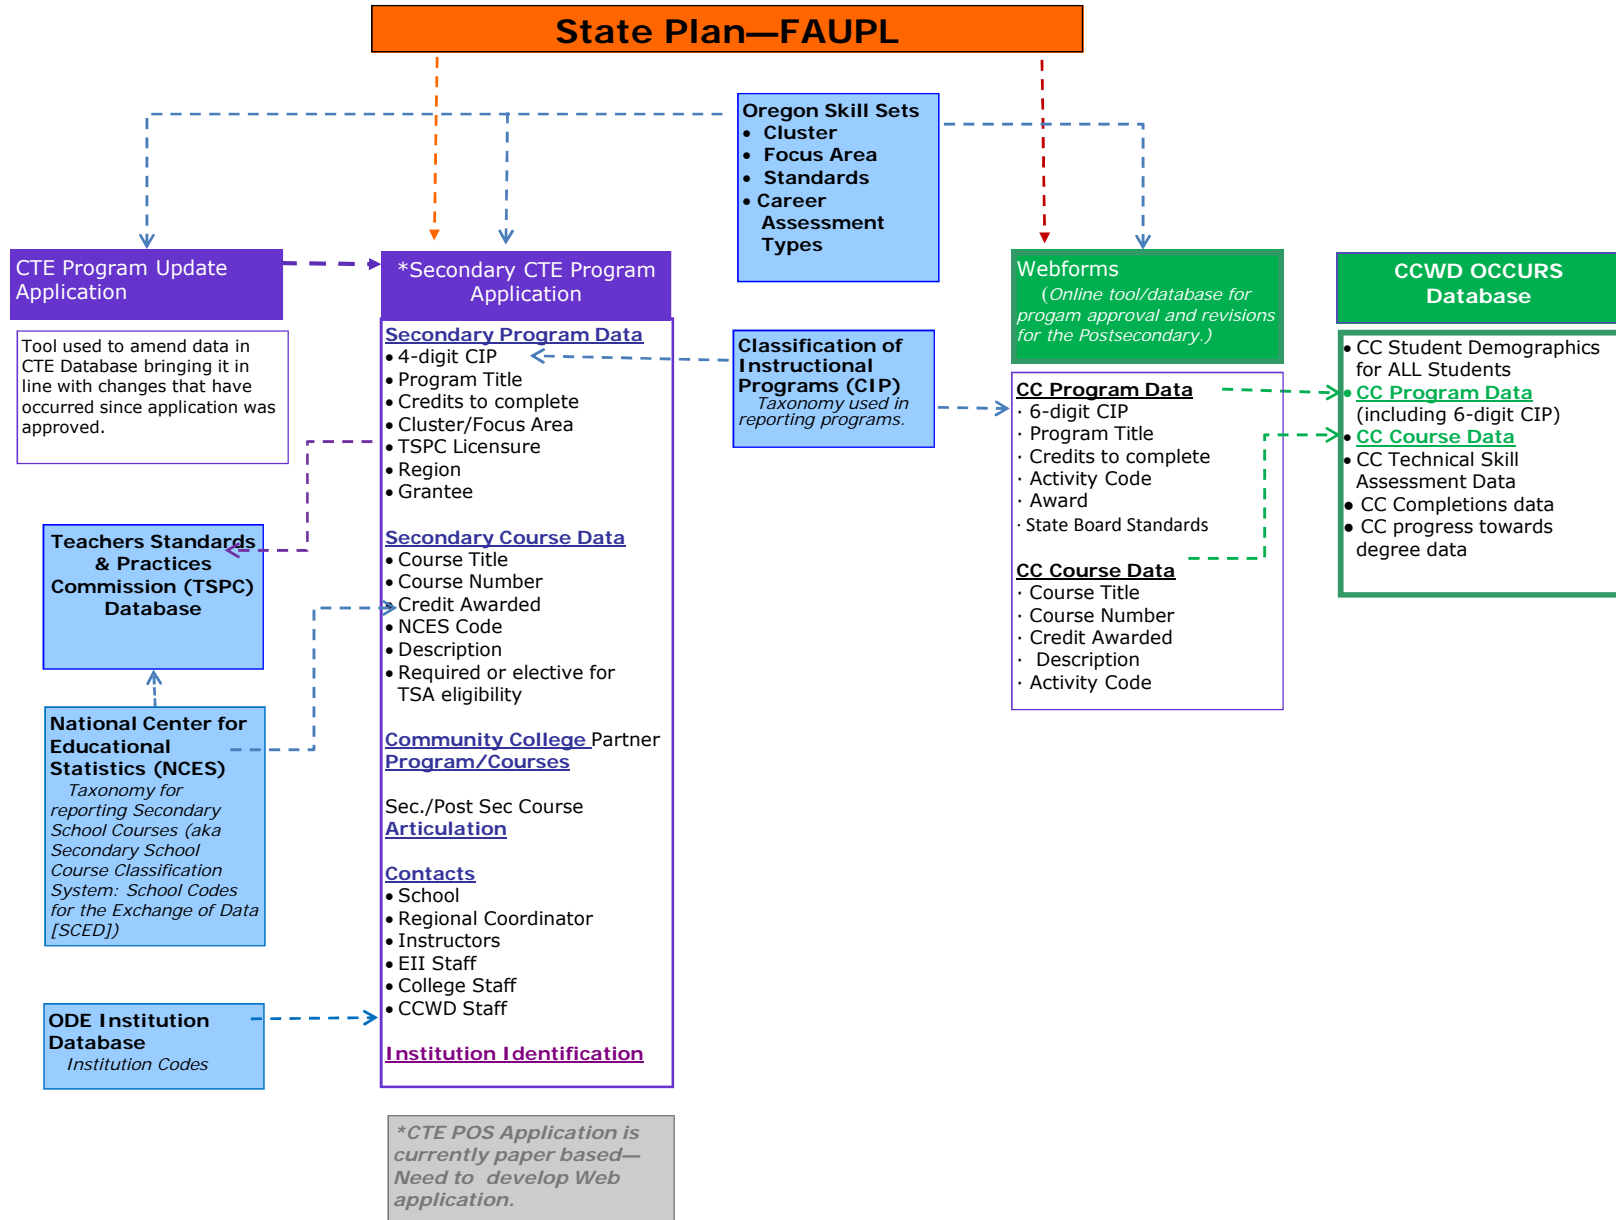 State Plan—FAUPL
Oregon Skill Sets
• Cluster
• Focus Area
• Standards
• Career
Assessment
Types
CTE Program Update
Application
Tool used to amend data in
CTE Database bringing it in
line with changes that have
occurred since application was
approved.
*Secondary CTE Program
Application
Secondary Program Data
• 4-digit CIP
• Program Title
• Credits to complete
• Cluster/Focus Area
• TSPC Licensure
• Region
• Grantee
Secondary Course Data
• Course Title
• Course Number
• Credit Awarded
• NCES Code
• Description
• Required or elective for
TSA eligibility
Community College Partner
Program/Courses
Sec./Post Sec Course
Articulation
Contacts
• School
• Regional Coordinator
• Instructors
• EII Staff
• College Staff
• CCWD Staff
Institution Identification
*CTE POS Application is
currently paper based—
Need to develop Web
application.
Teachers Standards
& Practices
Commission (TSPC)
Database
National Center for
Educational
Statistics (NCES)
Taxonomy for
reporting Secondary
School Courses (aka
Secondary School
Course Classification
System: School Codes
for the Exchange of Data
[SCED])
ODE Institution
Database
Institution Codes
Classification of
Instructional
Programs (CIP)
Taxonomy used in
reporting programs.
Webforms
(Online tool/database for
progam approval and revisions
for the Postsecondary.)
CC Program Data
· 6-digit CIP
· Program Title
· Credits to complete
· Activity Code
· Award
· State Board Standards
CC Course Data
· Course Title
· Course Number
· Credit Awarded
· Description
· Activity Code
CCWD OCCURS
Database
• CC Student Demographics
for ALL Students
• CC Program Data
(including 6-digit CIP)
• CC Course Data
• CC Technical Skill
Assessment Data
• CC Completions data
• CC progress towards
degree data